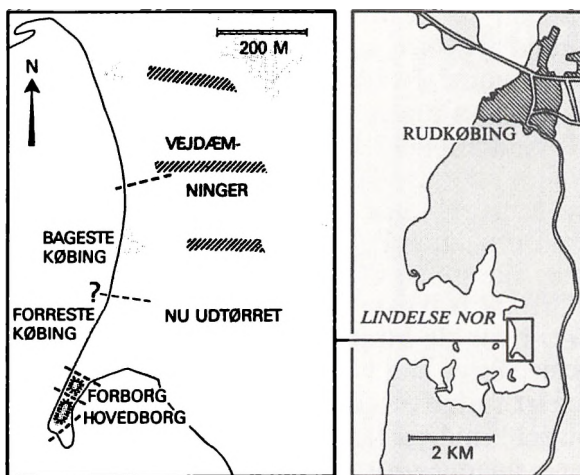 200 M
N
VEJDÆM-
NINGER
BAGESTE
KØBING
?
FORRESTE
KØBING
NU UDTØRRET
FORBORG
HOVEDBORG
RUDKØBING
LINDELSE NOR
2 KM